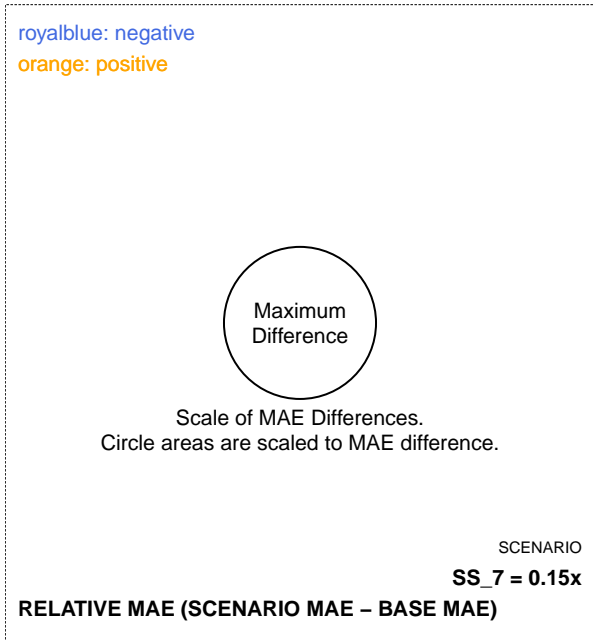 royalblue: negative
orange: positive
Maximum
Difference
Scale of MAE Differences.
Circle areas are scaled to MAE difference.
SCENARIO
SS_7 = 0.15x
RELATIVE MAE (SCENARIO MAE – BASE MAE)